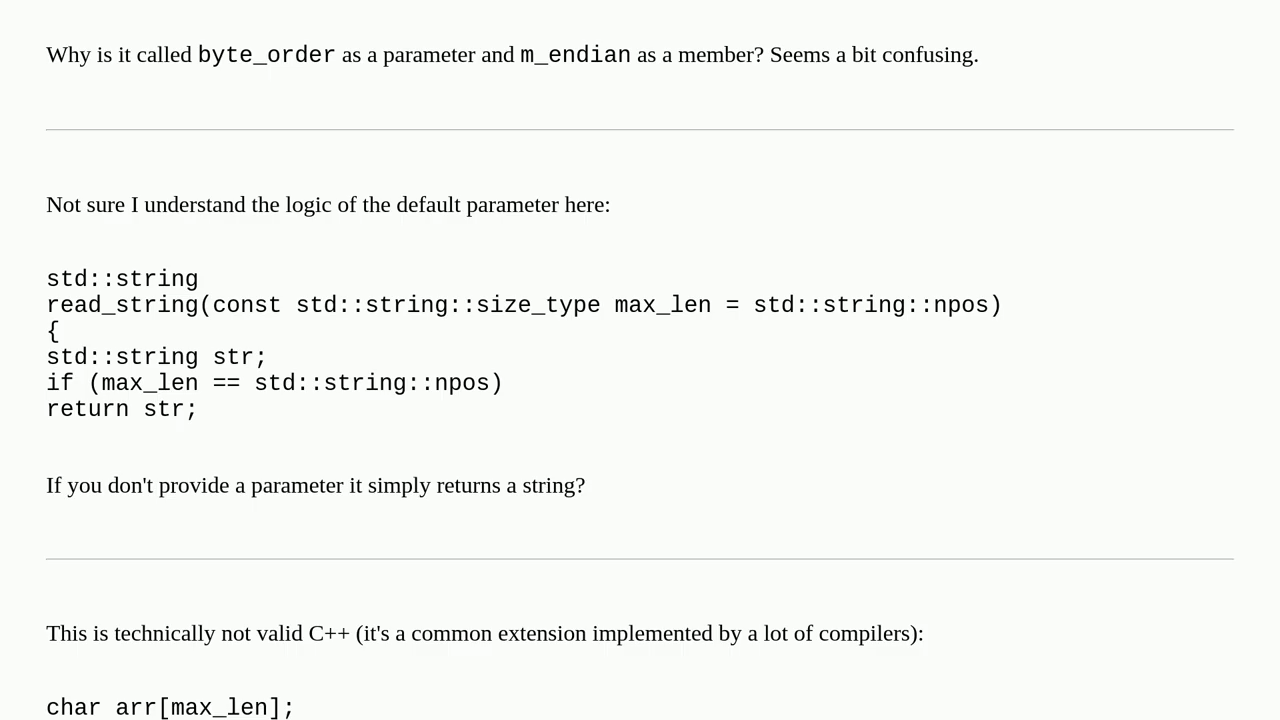 Why is it called byte_order as a parameter and m_endian as a member? Seems a bit confusing.
Not sure I understand the logic of the default parameter here:
std::string
read_string(const std::string::size_type max_len = std::string::npos)
{
std::string str;
if (max_len == std::string::npos)
return str;
If you don't provide a parameter it simply returns a string?
This is technically not valid C++ (it's a common extension implemented by a lot of compilers):
char arr[max_len];